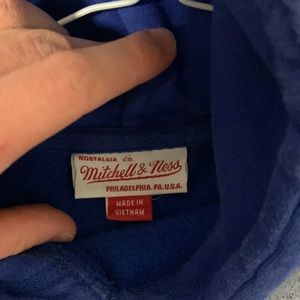 NOSTALGIA CO.
Mitchell & Ness
PHILADELPHIA, PA. U.S.A.
MADE IN
VIETNAM